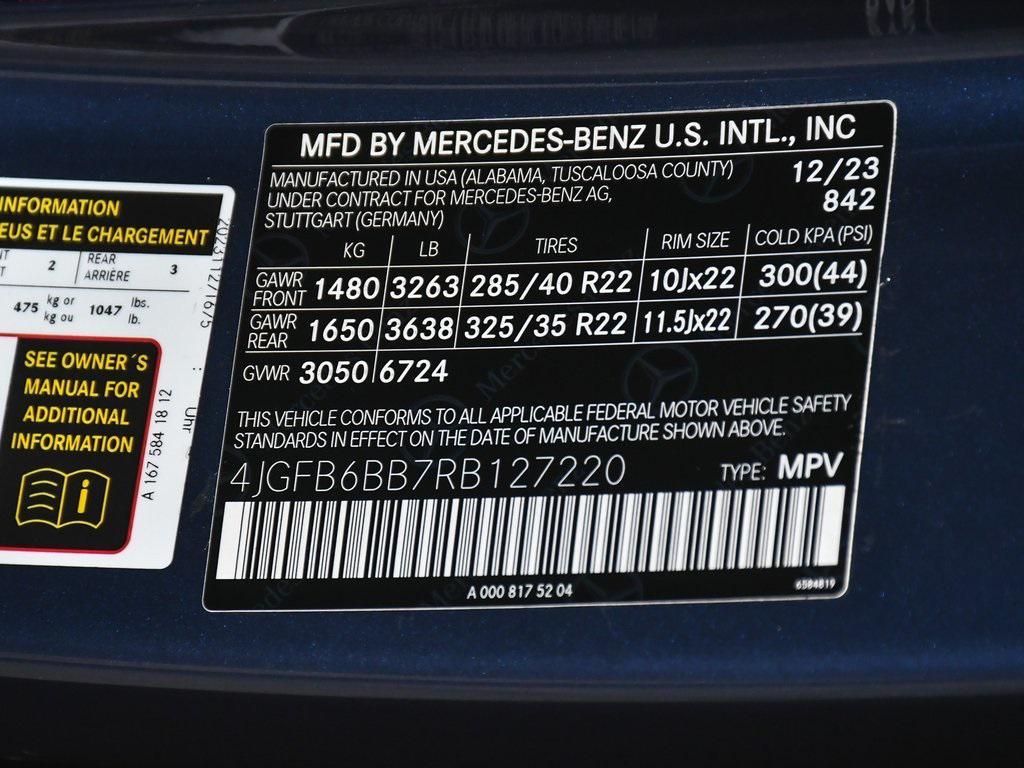 MFD BY MERCEDES-BENZ U.S. INTL., INC
MANUFACTURED IN USA (ALABAMA, TUSCALOOSA COUNTY) 12/23
UNDER CONTRACT FOR MERCEDES-BENZ AG, 842
STUTTGART (GERMANY)
KG LB TIRES RIM SIZE COLD KPA (PSI)
GAWR FRONT 1480 3263 285/40 R22 10Jx22 300(44)
GAWR REAR 1650 3638 325/35 R22 11.5Jx22 270(39)
GVWR 3050 6724
THIS VEHICLE CONFORMS TO ALL APPLICABLE FEDERAL MOTOR VEHICLE SAFETY
STANDARDS IN EFFECT ON THE DATE OF MANUFACTURE SHOWN ABOVE.
4JGFB6BB7RB127220 TYPE: MPV
A 000 817 52 04
6584819
INFORMATION
EUS ET LE CHARGEMENT
2 REAR ARRIÈRE 3
475 kg or kg ou 1047 lbs. lb.
SEE OWNER´S
MANUAL FOR
ADDITIONAL
INFORMATION
A 167 584 18 12
: Uhr